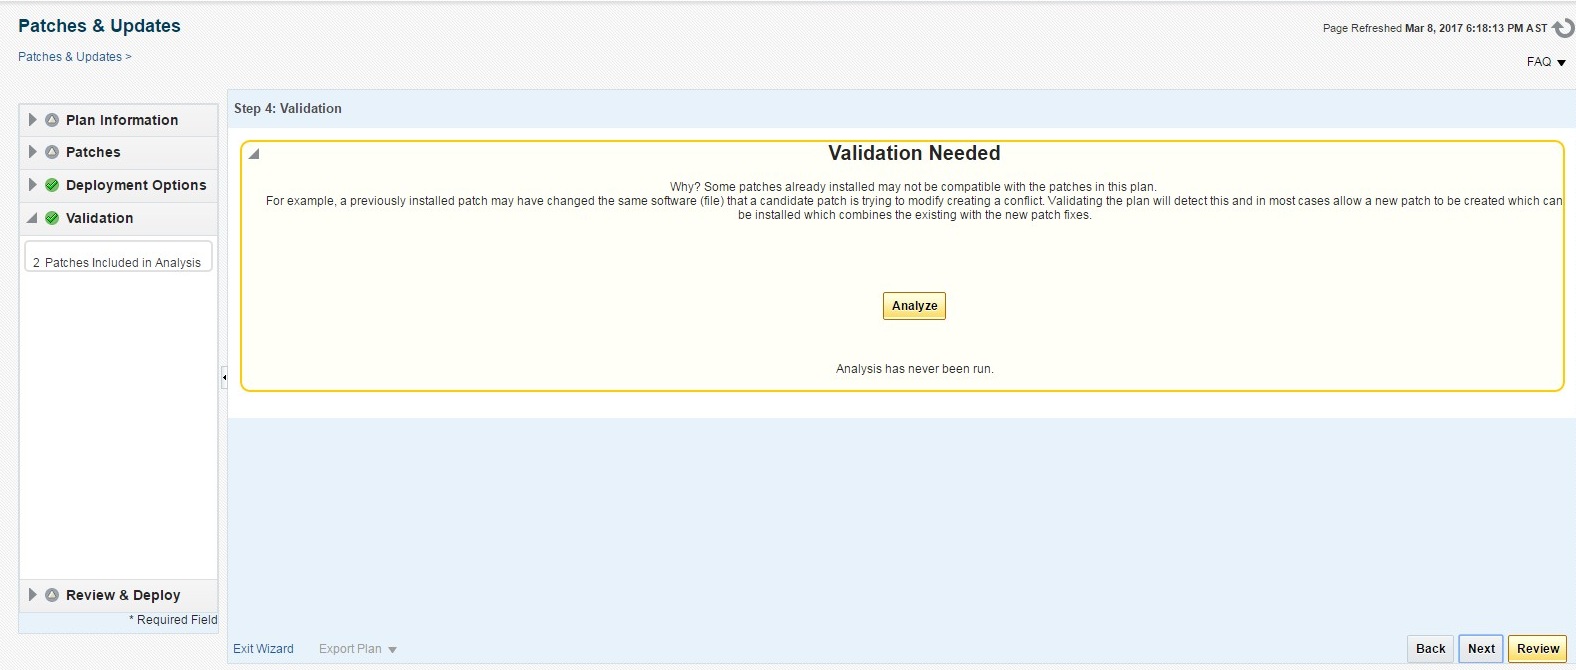 Patches & Updates
Page Refreshed Mar 8, 2017 6:18:13 PM AST
Patches & Updates >
FAQ
Plan Information
Patches
Deployment Options
Validation
2 Patches Included in Analysis
Review & Deploy
* Required Field
Step 4: Validation
Validation Needed
Why? Some patches already installed may not be compatible with the patches in this plan.
For example, a previously installed patch may have changed the same software (file) that a candidate patch is trying to modify creating a conflict. Validating the plan will detect this and in most cases allow a new patch to be created which can
be installed which combines the existing with the new patch fixes.
Analyze
Analysis has never been run.
Exit Wizard
Export Plan
Back
Next
Review